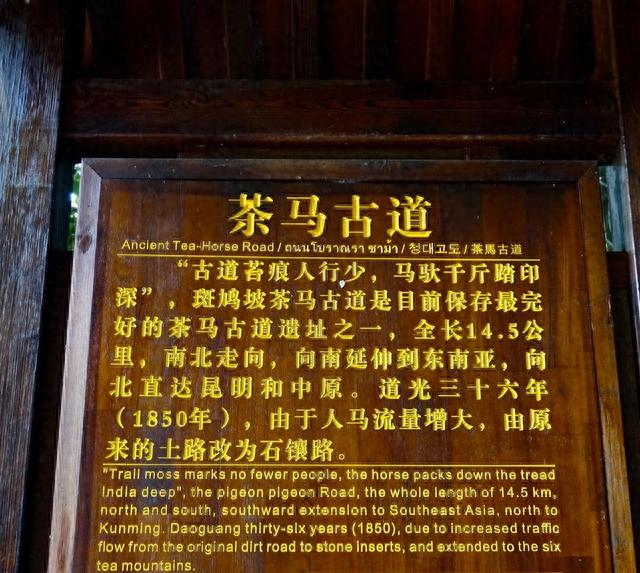 茶马古道
Ancient Tea-Horse Road / ถนนโบราณรา ชาม้า / 청대고도 / 茶馬古道
“古道苔痕人行少，马驮千斤踏印
深”，斑鸠坡茶马古道是目前保存最完
好的茶马古道遗址之一，全长14.5公
里，南北走向，向南延伸到东南亚，向
北直达昆明和中原。道光三十六年
（1850年），由于人马流量增大，由原
来的土路改为石镶路。
"Trail moss marks no fewer people, the horse packs down the tread
India deep", the pigeon pigeon Road, the whole length of 14.5 km,
north and south, southward extension to Southeast Asia, north to
Kunming. Daoguang thirty-six years (1850), due to increased traffic
flow from the original dirt road to stone inserts, and extended to the six
tea mountains.